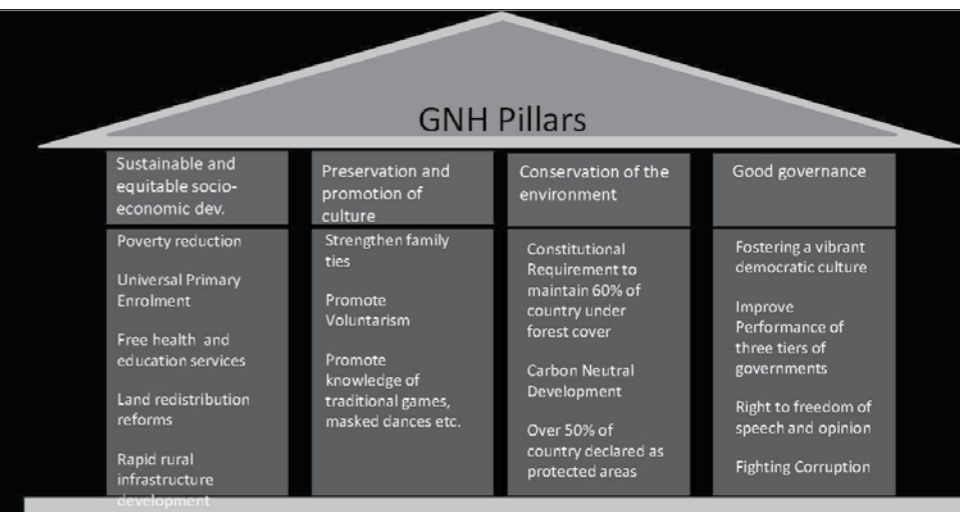 GNH Pillars
Sustainable and
equitable socio-
economic dev.
Poverty reduction
Universal Primary
Enrolment
Free health and
education services
Land redistribution
reforms
Rapid rural
infrastructure
development
Preservation and
promotion of
culture
Strengthen family
ties
Promote
Voluntarism
Promote
knowledge of
traditional games,
masked dances etc.
Conservation of the
environment
Constitutional
Requirement to
maintain 60% of
country under
forest cover
Carbon Neutral
Development
Over 50% of
country declared as
protected areas
Good governance
Fostering a vibrant
democratic culture
Improve
Performance of
three tiers of
governments
Right to freedom of
speech and opinion
Fighting Corruption